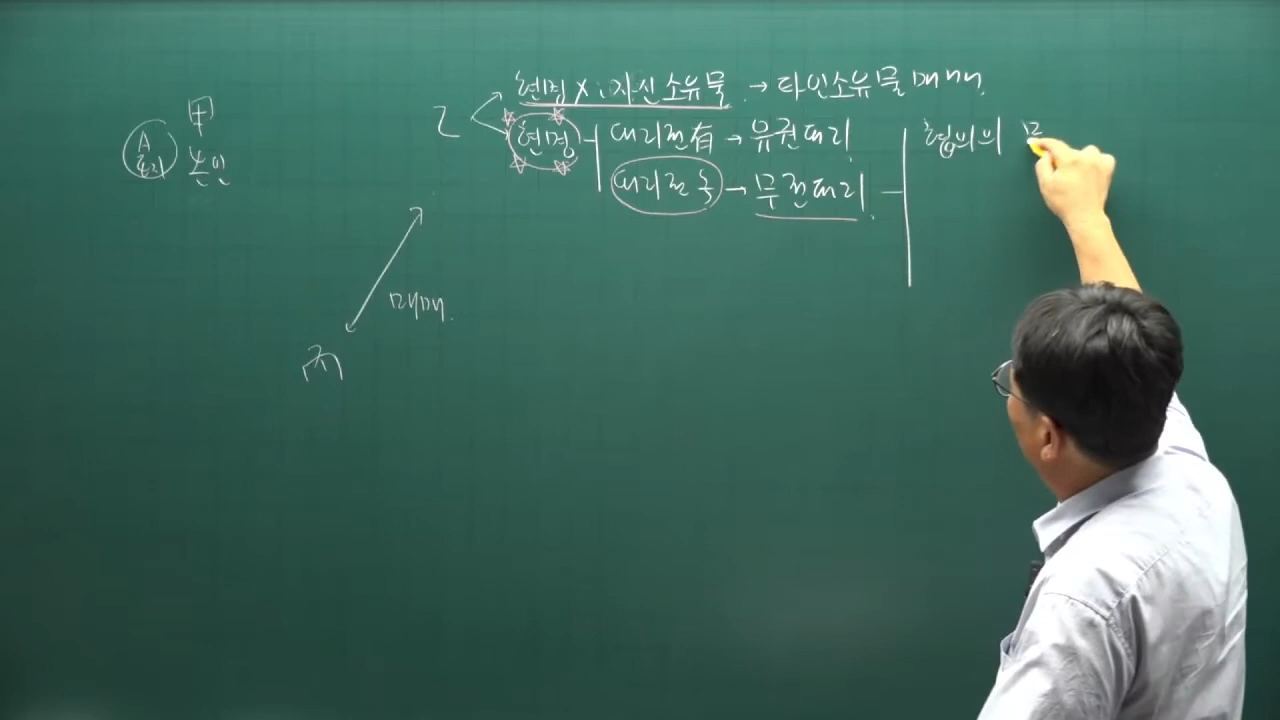 현명 X, 자신소유물 → 타인소유물매매.
甲
乙
A
토지
본인
현명
대리권有 → 유권대리
협의의 무
대리권 不 → 무권대리.
매매.
丙